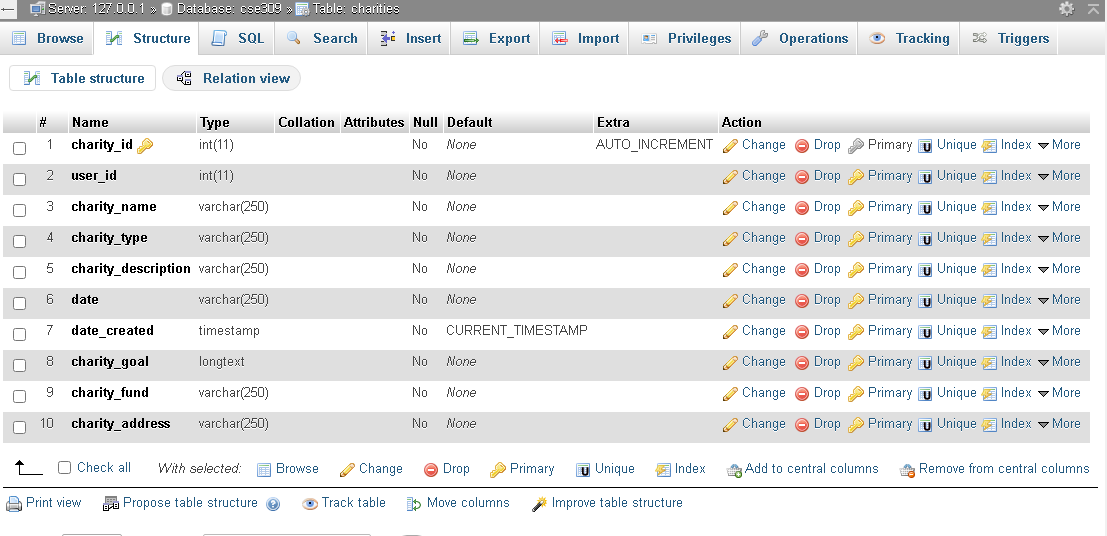 Server: 127.0.0.1 » Database: cse309 » Table: charities
Browse Structure SQL Search Insert Export Import Privileges Operations Tracking Triggers
Table structure Relation view
# Name Type Collation Attributes Null Default Extra Action
1 charity_id int(11) No None AUTO_INCREMENT Change Drop Primary Unique Index More
2 user_id int(11) No None Change Drop Primary Unique Index More
3 charity_name varchar(250) No None Change Drop Primary Unique Index More
4 charity_type varchar(250) No None Change Drop Primary Unique Index More
5 charity_description varchar(250) No None Change Drop Primary Unique Index More
6 date varchar(250) No None Change Drop Primary Unique Index More
7 date_created timestamp No CURRENT_TIMESTAMP Change Drop Primary Unique Index More
8 charity_goal longtext No None Change Drop Primary Unique Index More
9 charity_fund varchar(250) No None Change Drop Primary Unique Index More
10 charity_address varchar(250) No None Change Drop Primary Unique Index More
Check all With selected: Browse Change Drop Primary Unique Index Add to central columns Remove from central columns
Print view Propose table structure Track table Move columns Improve table structure